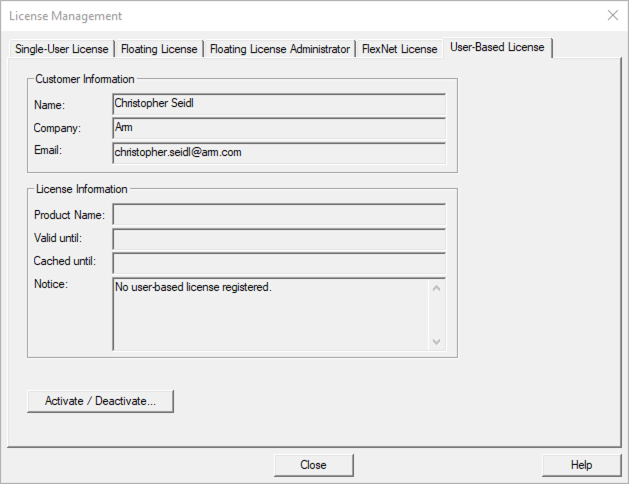 License Management
Single-User License
Floating License
Floating License Administrator
FlexNet License
User-Based License
Customer Information
Name: Christopher Seidl
Company: Arm
Email: christopher.seidl@arm.com
License Information
Product Name:
Valid until:
Cached until:
Notice: No user-based license registered.
Activate / Deactivate...
Close
Help